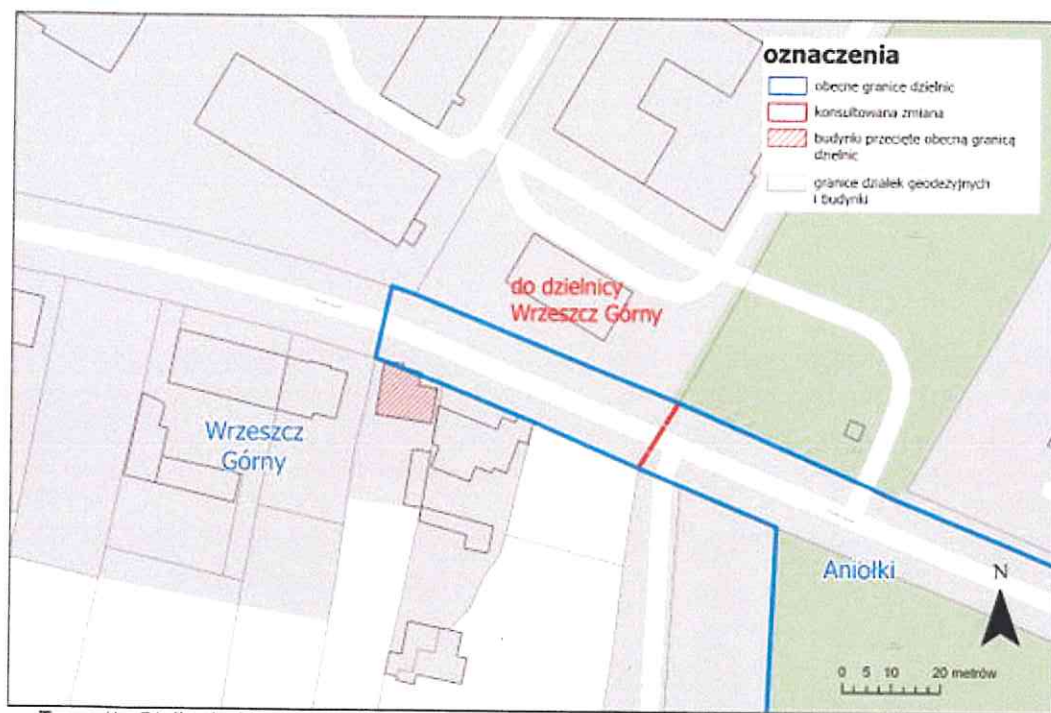 oznaczenia
obecne granice dzielnic
konsultowana zmiana
budynki przecięte obecną granicą
dzielnic
granice działek geodezyjnych
i budynki
do dzielnicy
Wrzeszcz Górny
Wrzeszcz
Górny
Aniołki
N
0 5 10 20 metrów